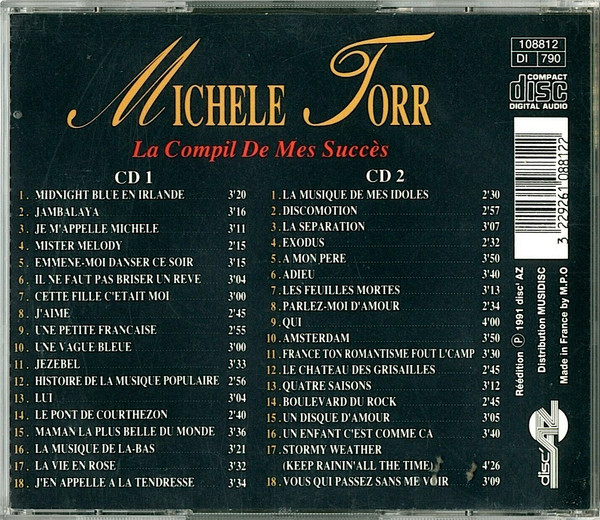 MICHELE TORR
La Compil De Mes Succès
CD 1
1. MIDNIGHT BLUE EN IRLANDE 3'20
2. JAMBALAYA 3'16
3. JE M'APPELLE MICHELE 3'11
4. MISTER MELODY 2'15
5. EMMENE-MOI DANSER CE SOIR 3'15
6. IL NE FAUT PAS BRISER UN REVE 3'04
7. CETTE FILLE C'ETAIT MOI 3'00
8. J'AIME 2'45
9. UNE PETITE FRANCAISE 2'55
10. UNE VAGUE BLEUE 3'00
11. JEZEBEL 3'33
12. HISTOIRE DE LA MUSIQUE POPULAIRE 2'56
13. LUI 3'04
14. LE PONT DE COURTHEZON 2'40
15. MAMAN LA PLUS BELLE DU MONDE 3'36
16. LA MUSIQUE DE LA-BAS 3'21
17. LA VIE EN ROSE 3'32
18. J'EN APPELLE A LA TENDRESSE 3'34
CD 2
1. LA MUSIQUE DE MES IDOLES 2'30
2. DISCOMOTION 2'57
3. LA SEPARATION 3'07
4. EXODUS 2'32
5. A MON PERE 3'50
6. ADIEU 3'40
7. LES FEUILLES MORTES 3'13
8. PARLEZ-MOI D'AMOUR 2'34
9. QUI 4'00
10. AMSTERDAM 3'50
11. FRANCE TON ROMANTISME FOUT L'CAMP 3'30
12. LE CHATEAU DES GRISAILLES 2'45
13. QUATRE SAISONS 3'12
14. BOULEVARD DU ROCK 2'45
15. UN DISQUE D'AMOUR 3'05
16. UN ENFANT C'EST COMME CA 3'40
17. STORMY WEATHER
(KEEP RAININ'ALL THE TIME) 4'26
18. VOUS QUI PASSEZ SANS ME VOIR 3'09
108812
DI 790
COMPACT
disc
DIGITAL AUDIO
3 229261 088122
Réédition Ⓟ 1991 disc' AZ
Distribution MUSIDISC
Made in France by M.P.O
disc'AZ